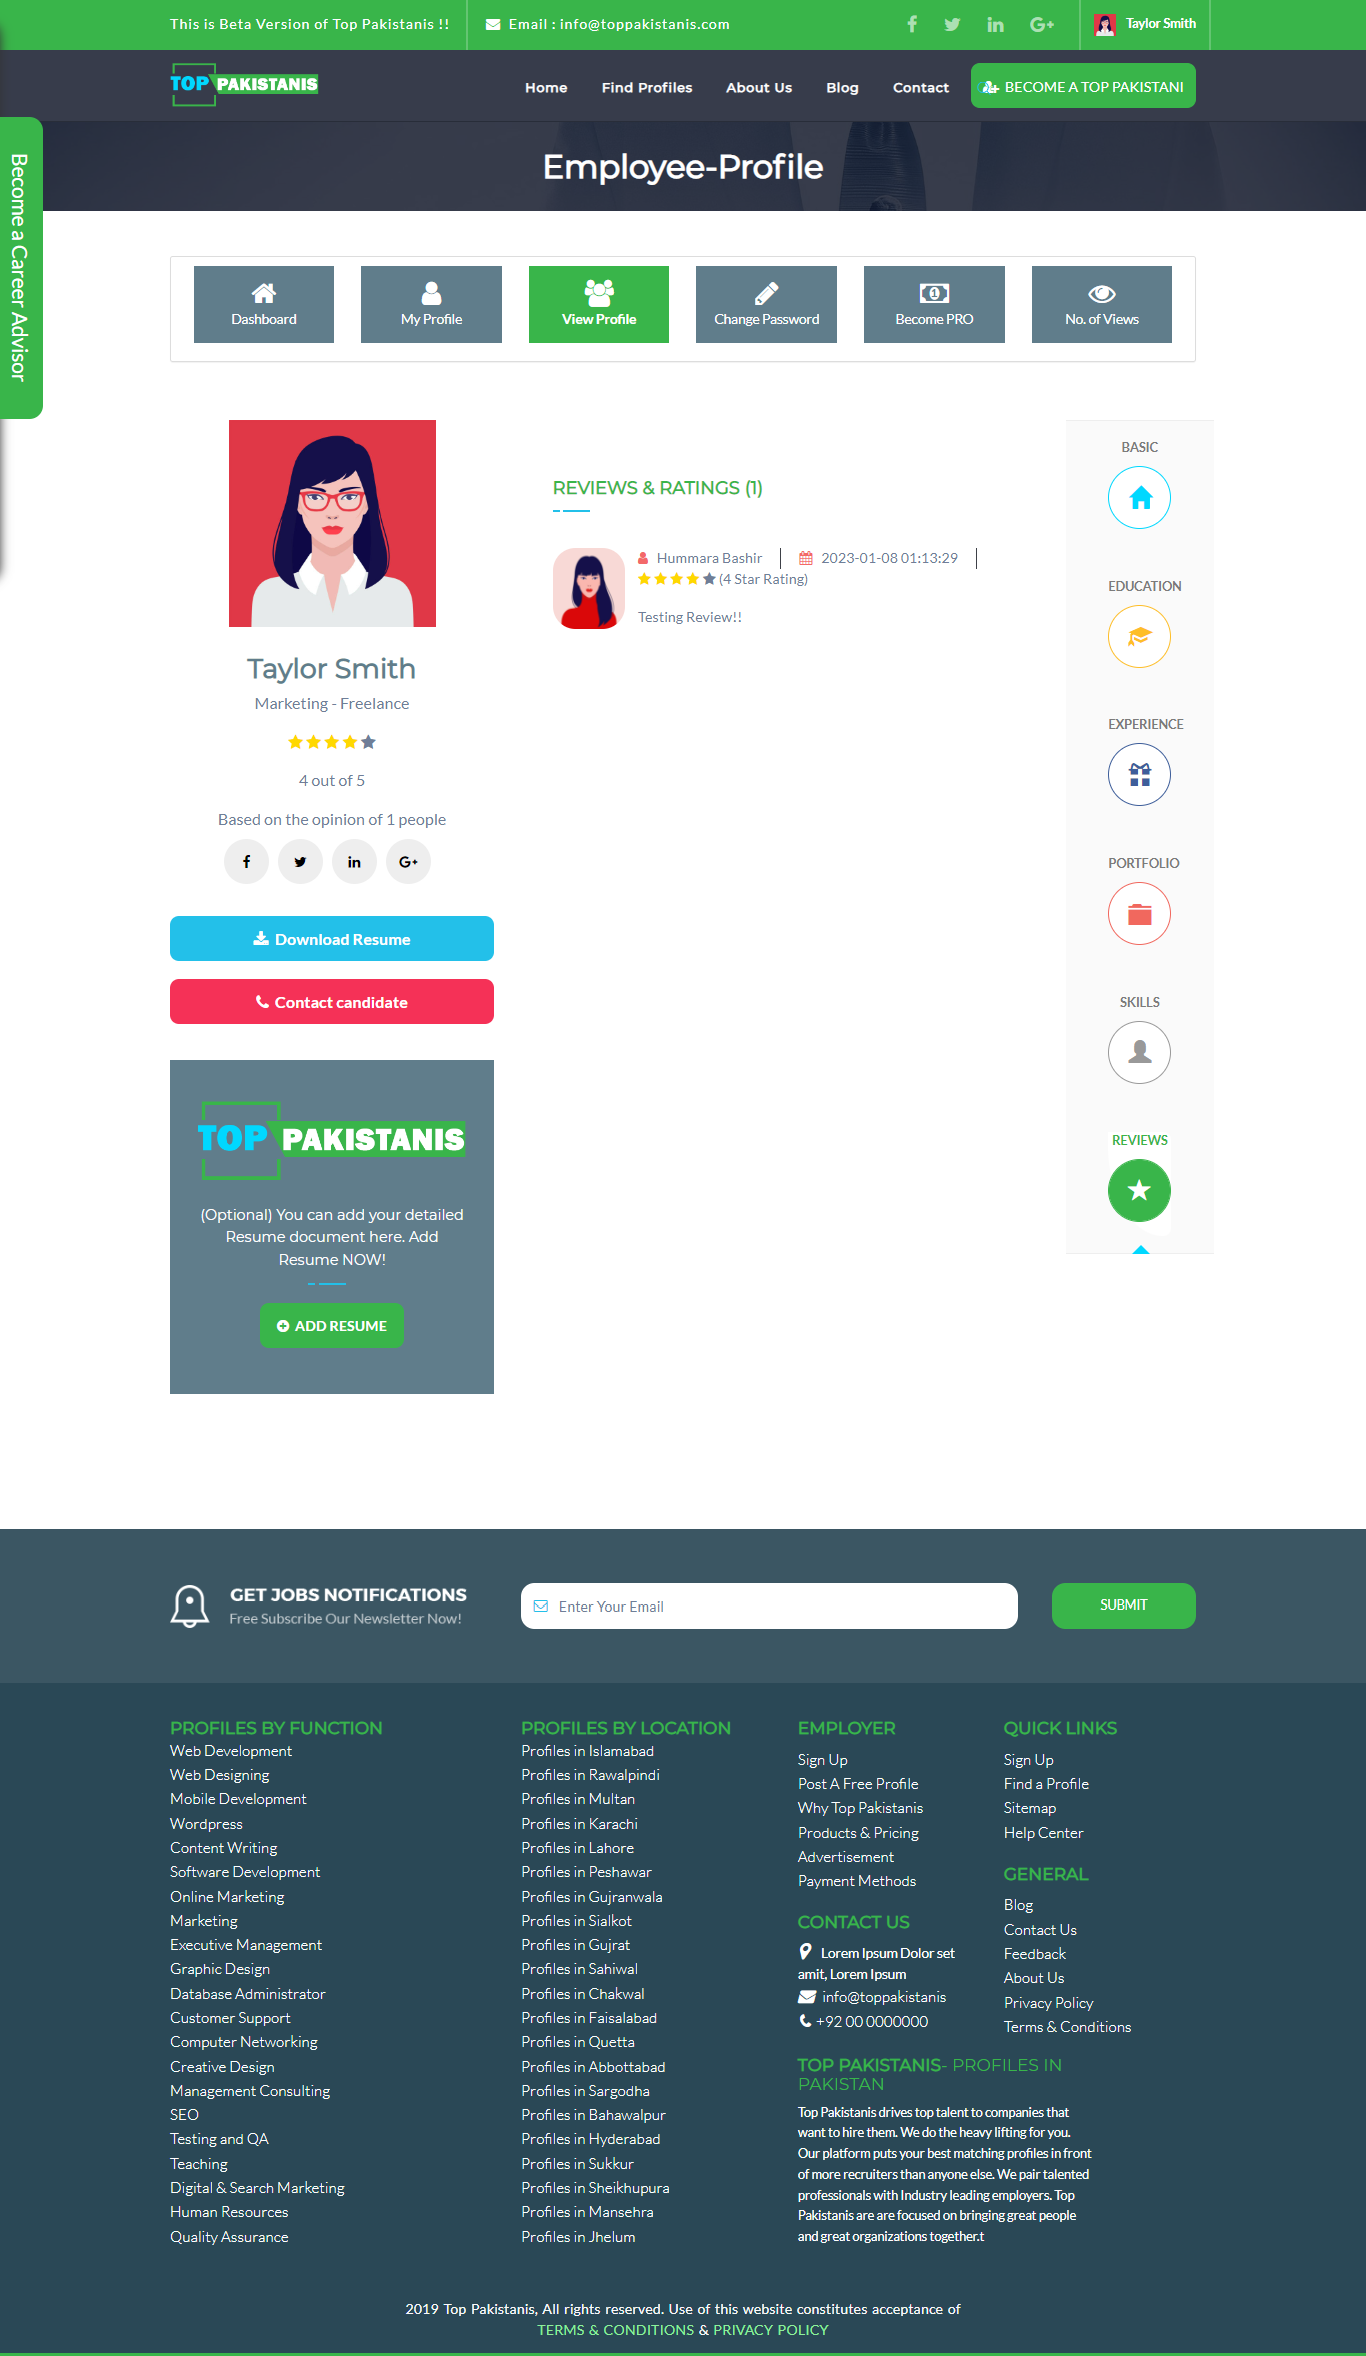 This is Beta Version of Top Pakistanis !!
Email : info@toppakistanis.com
Taylor Smith
TOP PAKISTANIS
Home
Find Profiles
About Us
Blog
Contact
BECOME A TOP PAKISTANI
Become a Career Advisor
Employee-Profile
Dashboard
My Profile
View Profile
Change Password
Become PRO
No. of Views
Taylor Smith
Marketing - Freelance
4 out of 5
Based on the opinion of 1 people
Download Resume
Contact candidate
TOP PAKISTANIS
(Optional) You can add your detailed
Resume document here. Add
Resume NOW!
ADD RESUME
REVIEWS & RATINGS (1)
Hummara Bashir
2023-01-08 01:13:29
(4 Star Rating)
Testing Review!!
BASIC
EDUCATION
EXPERIENCE
PORTFOLIO
SKILLS
REVIEWS
GET JOBS NOTIFICATIONS
Free Subscribe Our Newsletter Now!
Enter Your Email
SUBMIT
PROFILES BY FUNCTION
Web Development
Web Designing
Mobile Development
Wordpress
Content Writing
Software Development
Online Marketing
Marketing
Executive Management
Graphic Design
Database Administrator
Customer Support
Computer Networking
Creative Design
Management Consulting
SEO
Testing and QA
Teaching
Digital & Search Marketing
Human Resources
Quality Assurance
PROFILES BY LOCATION
Profiles in Islamabad
Profiles in Rawalpindi
Profiles in Multan
Profiles in Karachi
Profiles in Lahore
Profiles in Peshawar
Profiles in Gujranwala
Profiles in Sialkot
Profiles in Gujrat
Profiles in Sahiwal
Profiles in Chakwal
Profiles in Faisalabad
Profiles in Quetta
Profiles in Abbottabad
Profiles in Sargodha
Profiles in Bahawalpur
Profiles in Hyderabad
Profiles in Sukkur
Profiles in Sheikhupura
Profiles in Mansehra
Profiles in Jhelum
EMPLOYER
Sign Up
Post A Free Profile
Why Top Pakistanis
Products & Pricing
Advertisement
Payment Methods
CONTACT US
Lorem Ipsum Dolor set
amit, Lorem Ipsum
info@toppakistanis
+92 00 0000000
QUICK LINKS
Sign Up
Find a Profile
Sitemap
Help Center
GENERAL
Blog
Contact Us
Feedback
About Us
Privacy Policy
Terms & Conditions
TOP PAKISTANIS- PROFILES IN
PAKISTAN
Top Pakistanis drives top talent to companies that
want to hire them. We do the heavy lifting for you.
Our platform puts your best matching profiles in front
of more recruiters than anyone else. We pair talented
professionals with Industry leading employers. Top
Pakistanis are are focused on bringing great people
and great organizations together.t
2019 Top Pakistanis, All rights reserved. Use of this website constitutes acceptance of
TERMS & CONDITIONS & PRIVACY POLICY